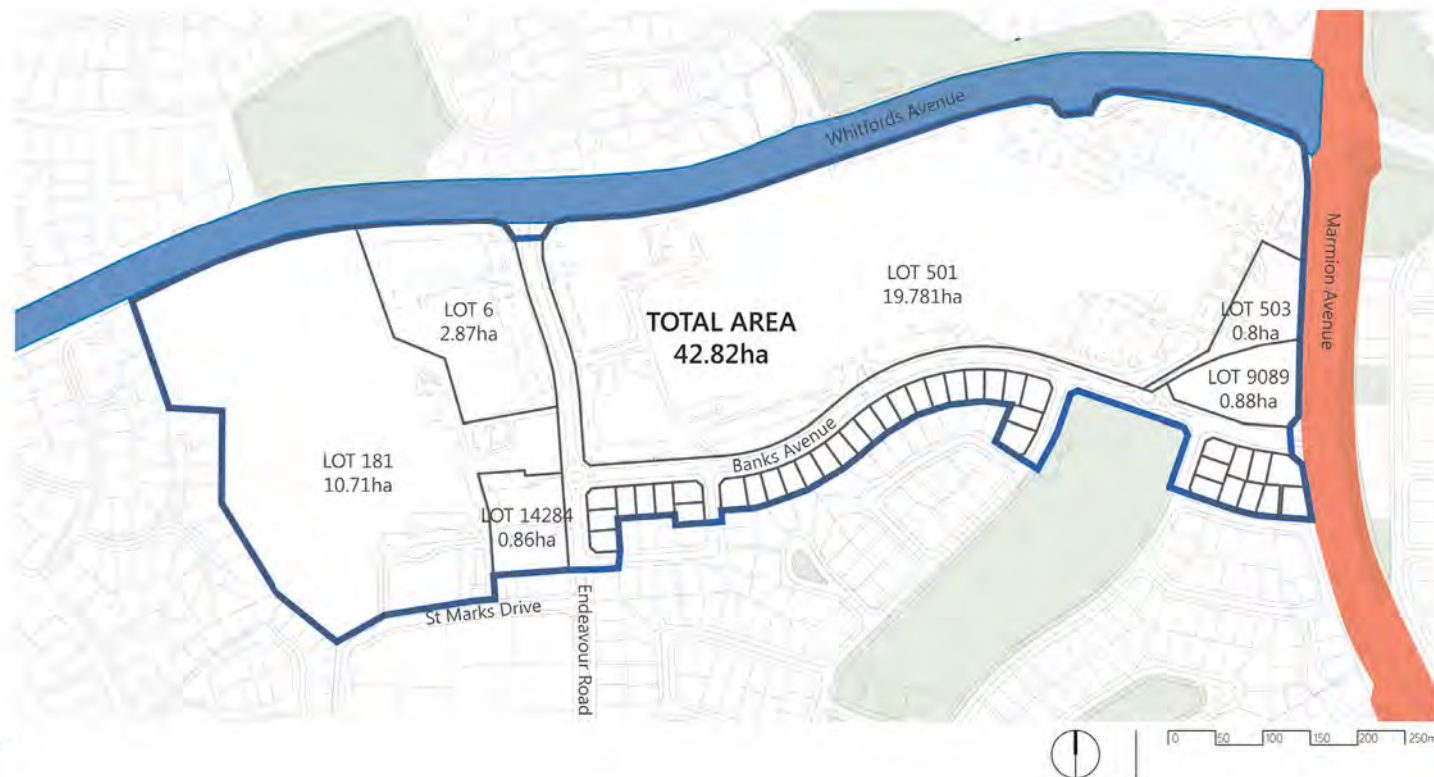 Whitfords Avenue
Marmion Avenue
LOT 501
19.781ha
LOT 6
2.87ha
LOT 503
0.8ha
TOTAL AREA
42.82ha
LOT 9089
0.88ha
Banks Avenue
LOT 181
10.71ha
LOT 14284
0.86ha
St Marks Drive
Endeavour Road
0 50 100 150 200 250m